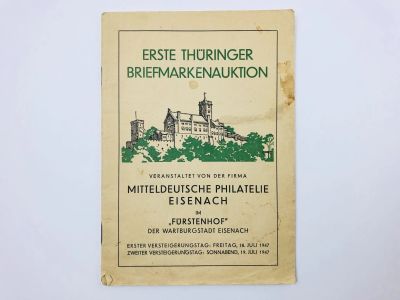 ERSTE THÜRINGER
BRIEFMARKENAUKTION
VERANSTALTET VON DER FIRMA
MITTELDEUTSCHE PHILATELIE
EISENACH
IM
„FÜRSTENHOF"
DER WARTBURGSTADT EISENACH
ERSTER VERSTEIGERUNGSTAG: FREITAG, 18. JULI 1947
ZWEITER VERSTEIGERUNGSTAG: SONNABEND, 19. JULI 1947